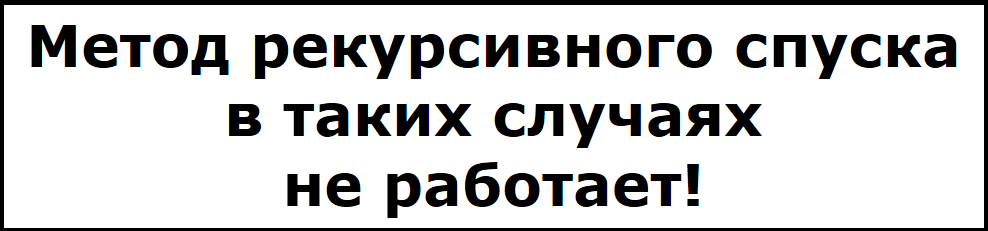 Метод рекурсивного спуска
в таких случаях
не работает!